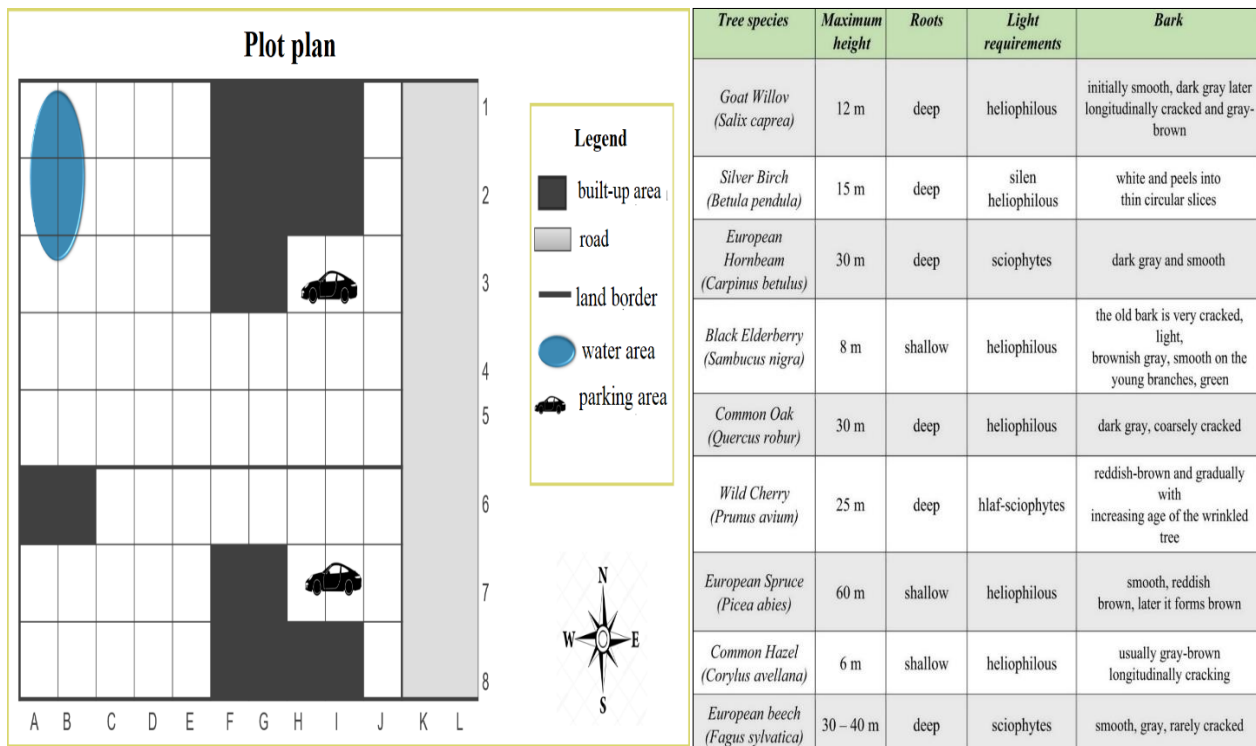 Plot plan
1
2
3
4
5
6
7
8
A B C D E F G H I J K L
Legend
built-up area
road
land border
water area
parking area
N
W E
S
Tree species Maximum height Roots Light requirements Bark
Goat Willov
(Salix caprea)
12 m
deep
heliophilous
initially smooth, dark gray later
longitudinally cracked and gray-
brown
Silver Birch
(Betula pendula)
15 m
deep
silen
heliophilous
white and peels into
thin circular slices
European
Hornbeam
(Carpinus betulus)
30 m
deep
sciophytes
dark gray and smooth
Black Elderberry
(Sambucus nigra)
8 m
shallow
heliophilous
the old bark is very cracked,
light,
brownish gray, smooth on the
young branches, green
Common Oak
(Quercus robur)
30 m
deep
heliophilous
dark gray, coarsely cracked
Wild Cherry
(Prunus avium)
25 m
deep
hlaf-sciophytes
reddish-brown and gradually
with
increasing age of the wrinkled
tree
European Spruce
(Picea abies)
60 m
shallow
heliophilous
smooth, reddish
brown, later it forms brown
Common Hazel
(Corylus avellana)
6 m
shallow
heliophilous
usually gray-brown
longitudinally cracking
European beech
(Fagus sylvatica)
30 – 40 m
deep
sciophytes
smooth, gray, rarely cracked